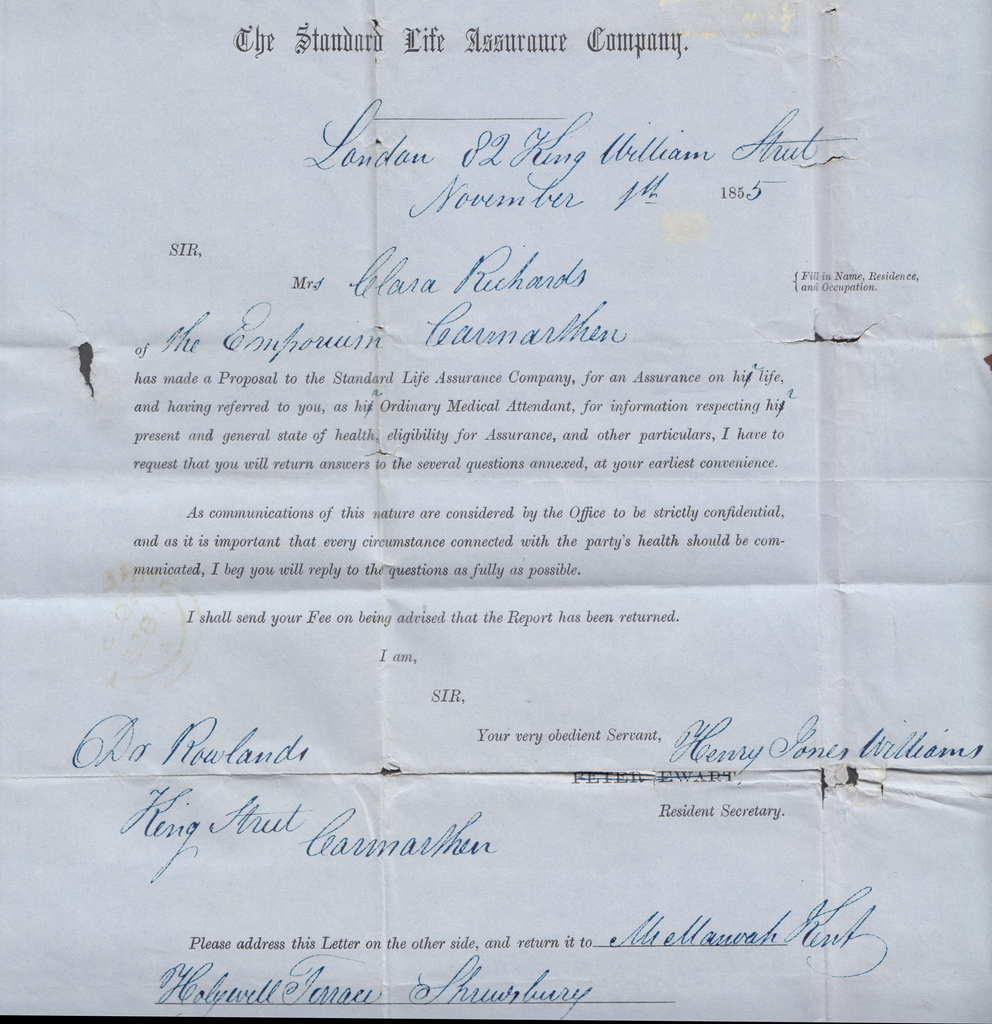 The Standard Life Assurance Company.
London 82 King William Street
November 1st 1855
SIR,
Mrs Clara Richards
{Fill in Name, Residence,
and Occupation.
of the Emporium Carmarthen
has made a Proposal to the Standard Life Assurance Company, for an Assurance on hir life,
and having referred to you, as hir Ordinary Medical Attendant, for information respecting hir
present and general state of health, eligibility for Assurance, and other particulars, I have to
request that you will return answers to the several questions annexed, at your earliest convenience.
As communications of this nature are considered by the Office to be strictly confidential,
and as it is important that every circumstance connected with the party's health should be com-
municated, I beg you will reply to the questions as fully as possible.
I shall send your Fee on being advised that the Report has been returned.
I am,
SIR,
Your very obedient Servant, Henry Jones Williams
PETER EWART,
Resident Secretary.
Dr Rowlands
King Street
Carmarthen
Please address this Letter on the other side, and return it to Mr Manoah Kent
Holywell Terrace Shrewsbury